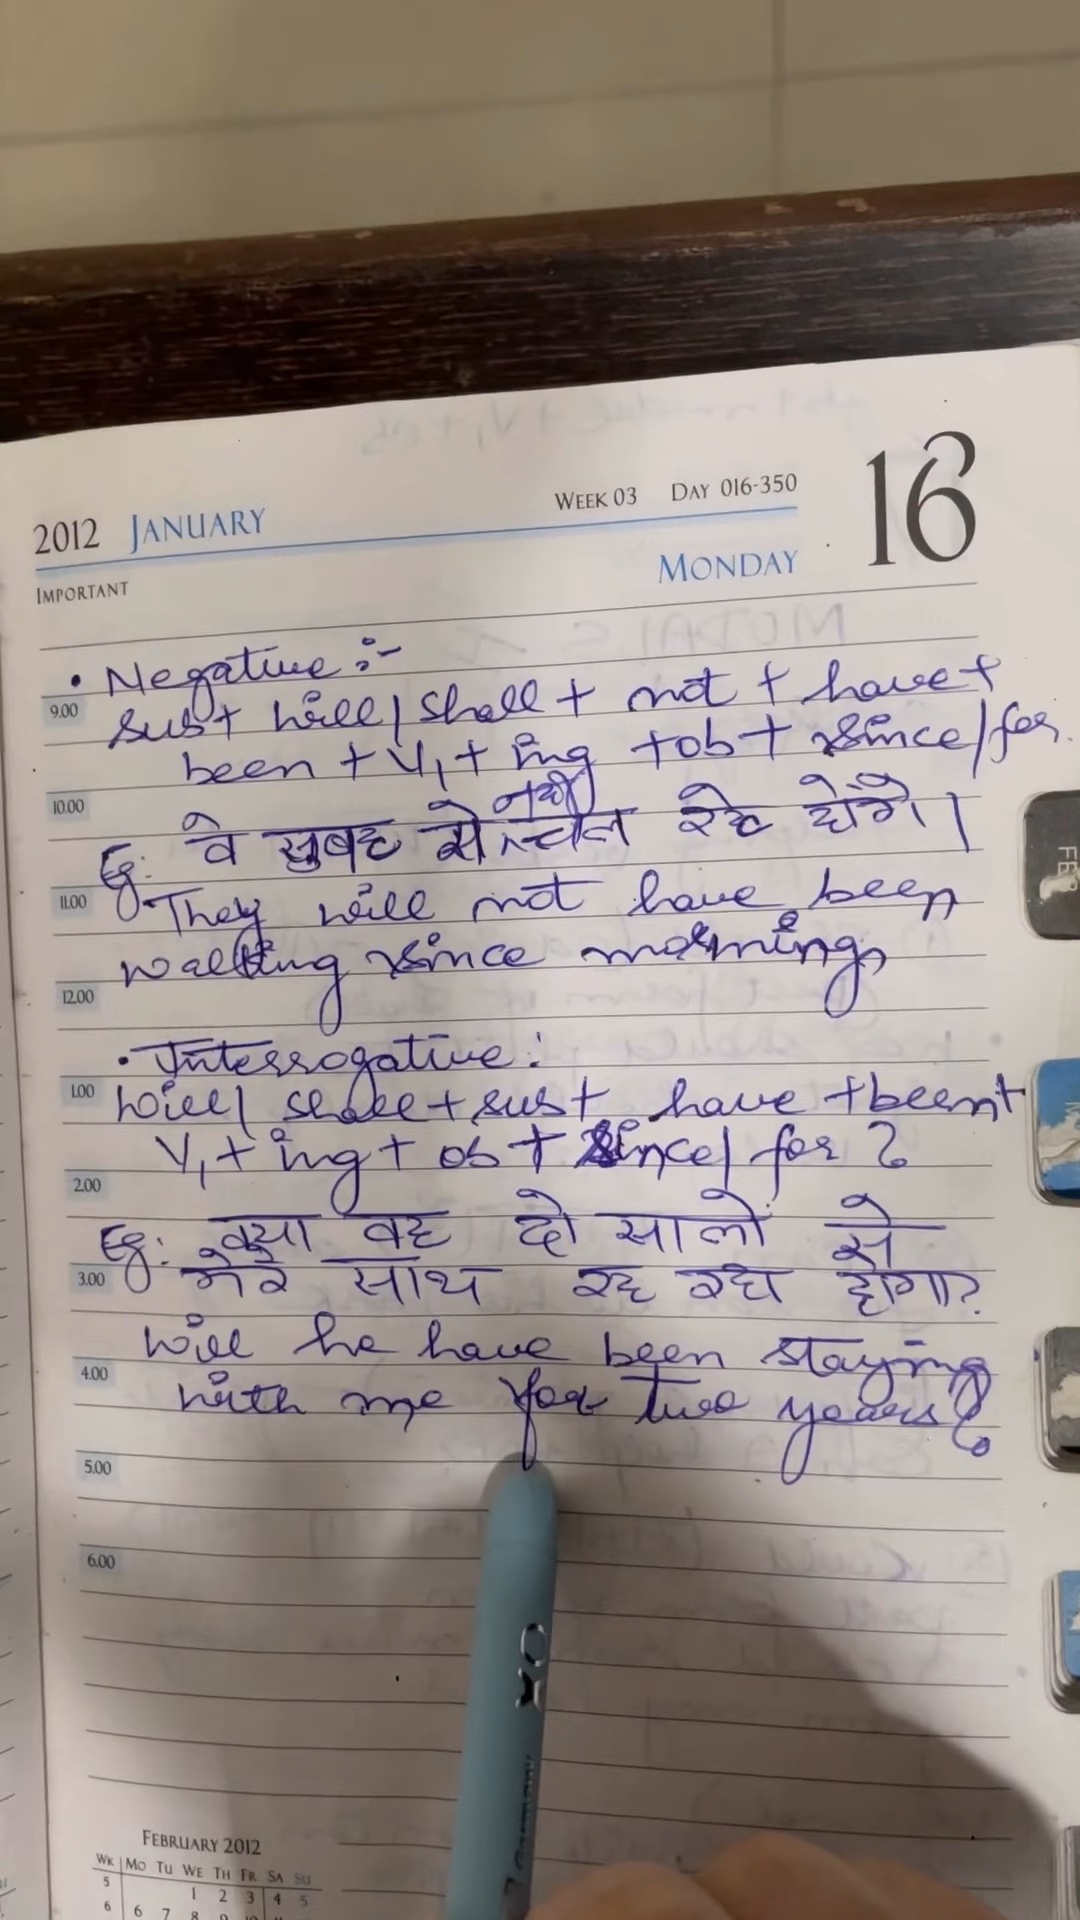 2012 JANUARY WEEK 03 DAY 016-350 16
IMPORTANT MONDAY
• Negative :-
9.00 sub + will / shall + not + have +
been + V1 + ing + ob + since / for
10.00 नही
Eg: वे सुबह से चल रहे होंगे।
11.00 They will not have been
walking since morning
12.00
• Interrogative :
1.00 Will / shall + sub + have + been +
V1 + ing + ob + since / for ?
2.00
Eg: क्या वह दो सालों से
3.00 मेरे साथ रह रहा होगा?
Will he have been staying
4.00 with me for two years?
5.00
6.00
XO
FEBRUARY 2012
WK MO TU WE TH FR SA SU
5 1 2 3 4 5
6 6 7 8 9